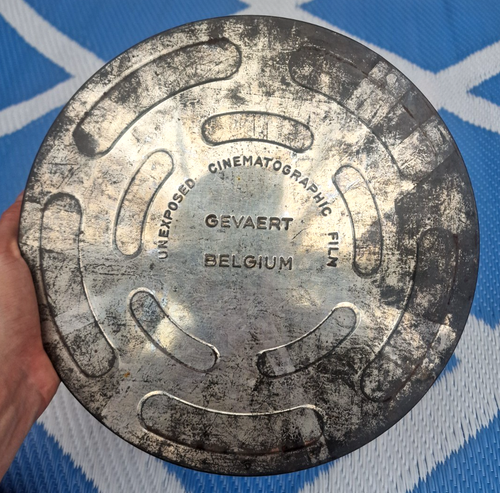 UNEXPOSED CINEMATOGRAPHIC FILM
GEVAERT
BELGIUM